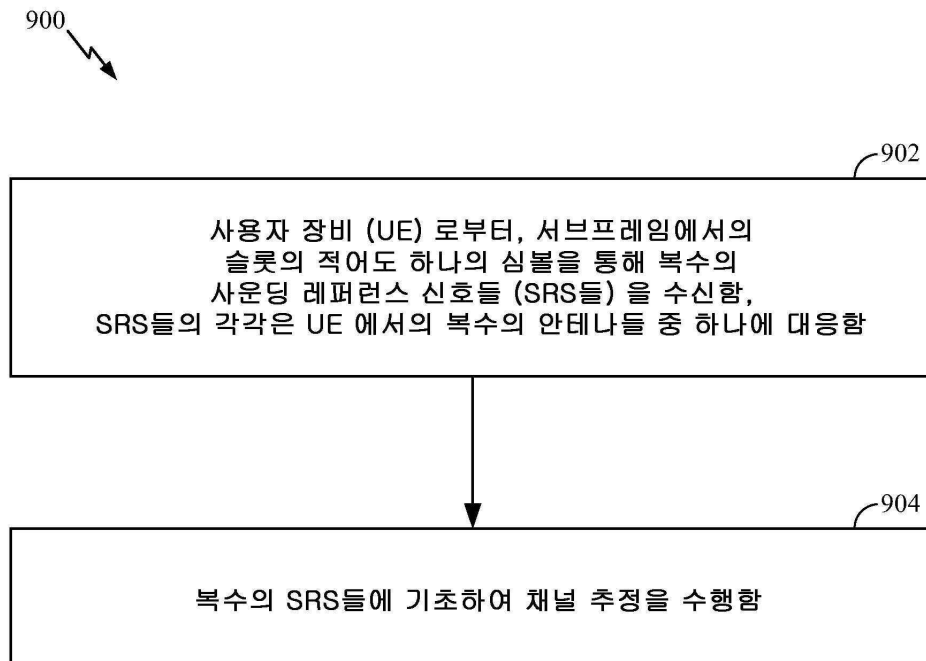 900
902
사용자 장비 (UE) 로부터, 서브프레임에서의
슬롯의 적어도 하나의 심볼을 통해 복수의
사운딩 레퍼런스 신호들 (SRS들) 을 수신함,
SRS들의 각각은 UE 에서의 복수의 안테나들 중 하나에 대응함
904
복수의 SRS들에 기초하여 채널 추정을 수행함